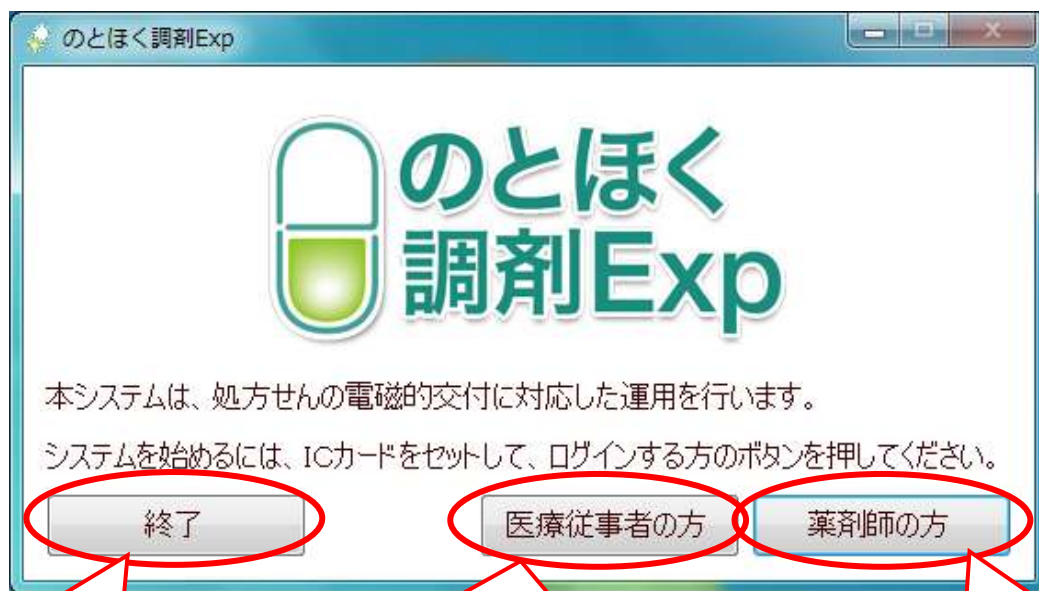 のとほく調剤Exp
のとほく
調剤Exp
本システムは、処方せんの電磁的交付に対応した運用を行います。
システムを始めるには、ICカードをセットして、ログインする方のボタンを押してください。
終了 医療従事者の方 薬剤師の方